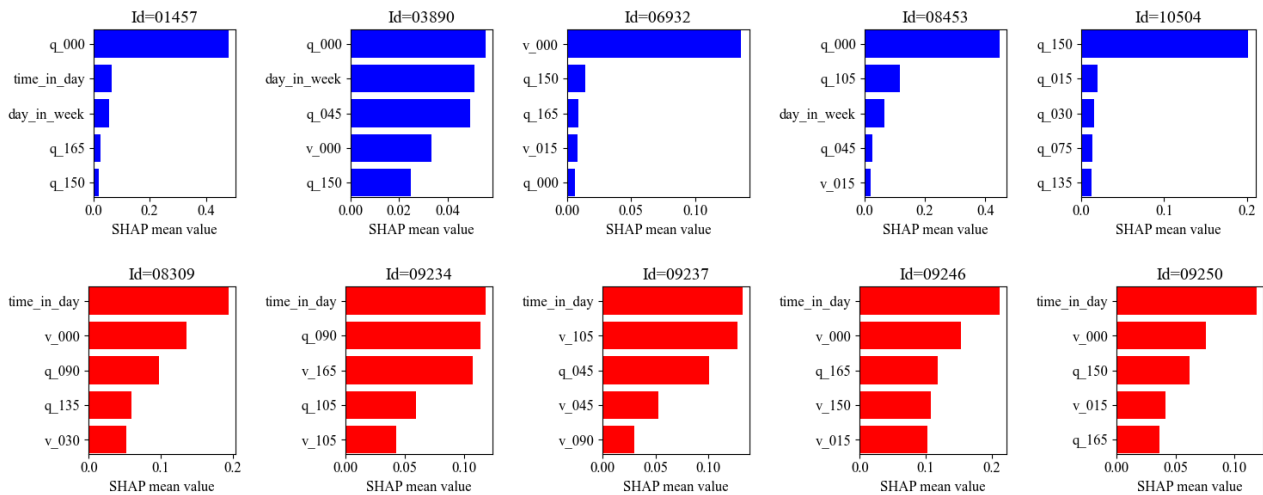 Id=01457
q_000
time_in_day
day_in_week
q_165
q_150
0.0 0.2 0.4
SHAP mean value
Id=03890
q_000
day_in_week
q_045
v_000
q_150
0.00 0.02 0.04
SHAP mean value
Id=06932
v_000
q_150
q_165
v_015
q_000
0.00 0.05 0.10
SHAP mean value
Id=08453
q_000
q_105
day_in_week
q_045
v_015
0.0 0.2 0.4
SHAP mean value
Id=10504
q_150
q_015
q_030
q_075
q_135
0.0 0.1 0.2
SHAP mean value
Id=08309
time_in_day
v_000
q_090
q_135
v_030
0.0 0.1 0.2
SHAP mean value
Id=09234
time_in_day
q_090
v_165
q_105
v_105
0.00 0.05 0.10
SHAP mean value
Id=09237
time_in_day
v_105
q_045
v_045
v_090
0.00 0.05 0.10
SHAP mean value
Id=09246
time_in_day
v_000
q_165
v_150
v_015
0.0 0.1 0.2
SHAP mean value
Id=09250
time_in_day
v_000
q_150
v_015
q_165
0.00 0.05 0.10
SHAP mean value